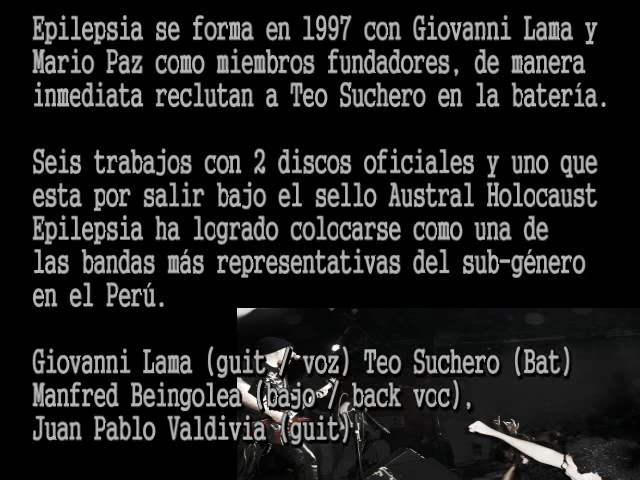 Epilepsia se forma en 1997 con Giovanni Lama y
Mario Paz como miembros fundadores, de manera
inmediata reclutan a Teo Suchero en la batería.
Seis trabajos con 2 discos oficiales y uno que
esta por salir bajo el sello Austral Holocaust
Epilepsia ha logrado colocarse como una de
las bandas más representativas del sub-género
en el Perú.
Giovanni Lama (guit / voz) Teo Suchero (Bat)
Manfred Beingolea (bajo / back voc),
Juan Pablo Valdivia (guit)